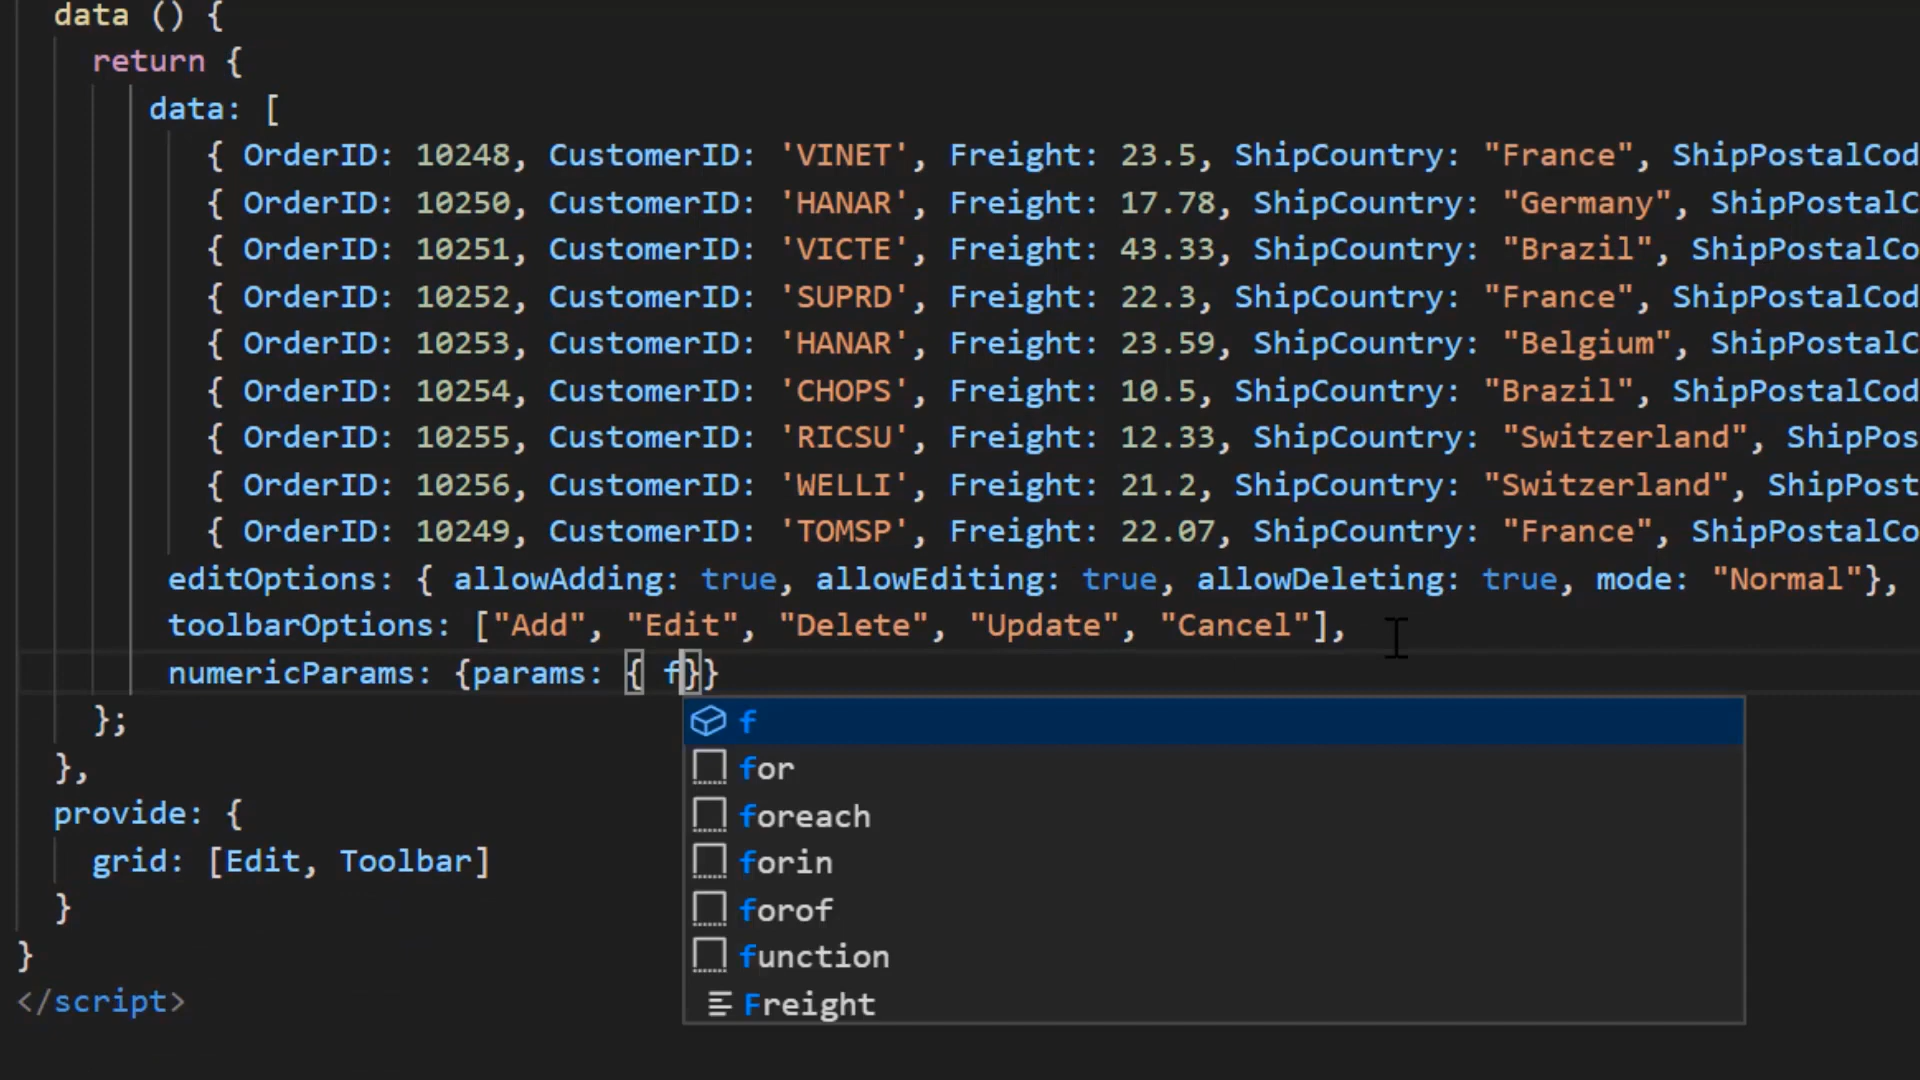 data () {
return {
data: [
{ OrderID: 10248, CustomerID: 'VINET', Freight: 23.5, ShipCountry: "France", ShipPostalCod
{ OrderID: 10250, CustomerID: 'HANAR', Freight: 17.78, ShipCountry: "Germany", ShipPostalC
{ OrderID: 10251, CustomerID: 'VICTE', Freight: 43.33, ShipCountry: "Brazil", ShipPostalCo
{ OrderID: 10252, CustomerID: 'SUPRD', Freight: 22.3, ShipCountry: "France", ShipPostalCod
{ OrderID: 10253, CustomerID: 'HANAR', Freight: 23.59, ShipCountry: "Belgium", ShipPostalC
{ OrderID: 10254, CustomerID: 'CHOPS', Freight: 10.5, ShipCountry: "Brazil", ShipPostalCod
{ OrderID: 10255, CustomerID: 'RICSU', Freight: 12.33, ShipCountry: "Switzerland", ShipPos
{ OrderID: 10256, CustomerID: 'WELLI', Freight: 21.2, ShipCountry: "Switzerland", ShipPost
{ OrderID: 10249, CustomerID: 'TOMSP', Freight: 22.07, ShipCountry: "France", ShipPostalCo
editOptions: { allowAdding: true, allowEditing: true, allowDeleting: true, mode: "Normal"},
toolbarOptions: ["Add", "Edit", "Delete", "Update", "Cancel"],
numericParams: {params: { f}}
};
},
provide: {
grid: [Edit, Toolbar]
}
}
</script>
f
for
foreach
forin
forof
function
Freight